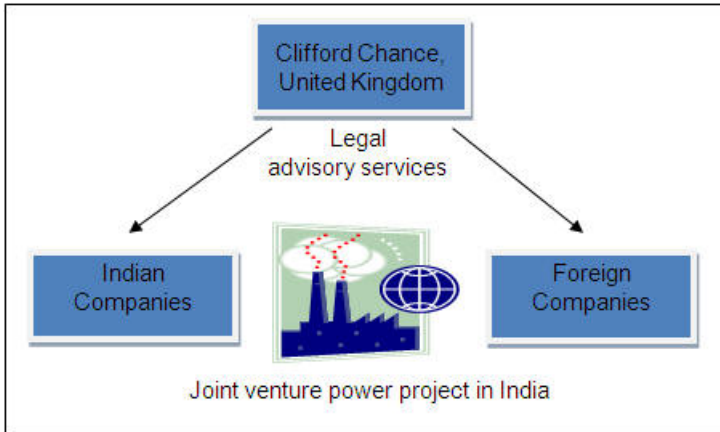 Clifford Chance,
United Kingdom
Legal
advisory services
Indian
Companies
Foreign
Companies
Joint venture power project in India